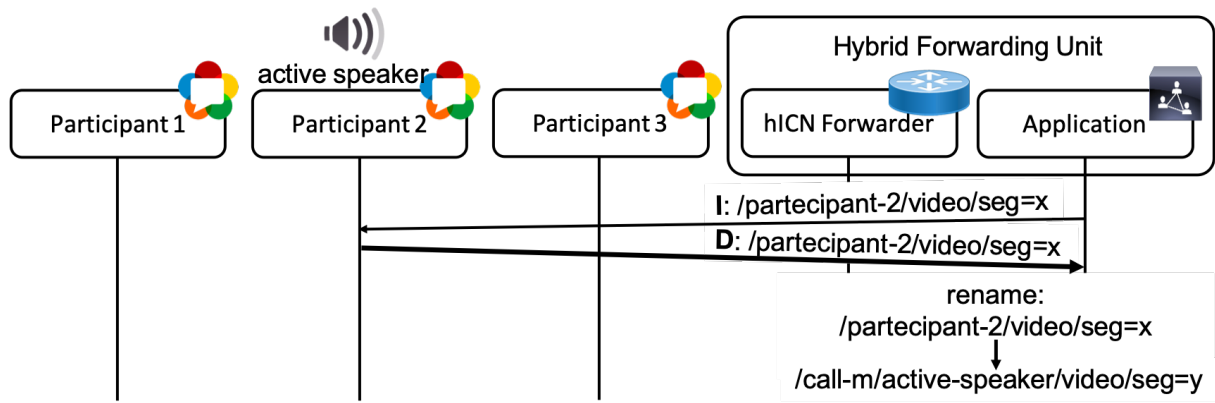 active speaker
Hybrid Forwarding Unit
Participant 1
Participant 2
Participant 3
hICN Forwarder
Application
I: /partecipant-2/video/seg=x
D: /partecipant-2/video/seg=x
rename:
/partecipant-2/video/seg=x
/call-m/active-speaker/video/seg=y